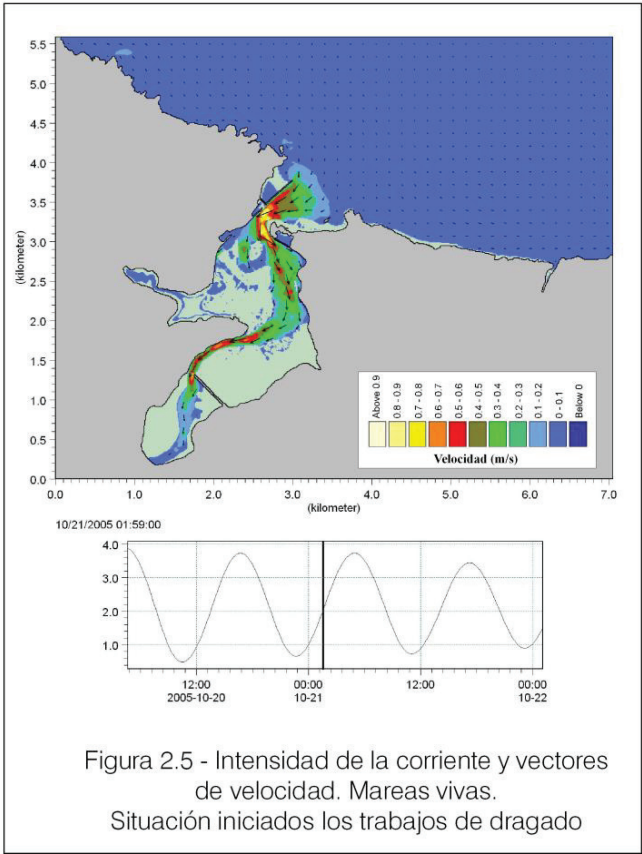 5.5
5.0
4.5
4.0
3.5
3.0
(kilometer)
2.5
2.0
1.5
1.0
0.5
0.0
Above 0.9
0.8 - 0.9
0.7 - 0.8
0.6 - 0.7
0.5 - 0.6
0.4 - 0.5
0.3 - 0.4
0.2 - 0.3
0.1 - 0.2
0 - 0.1
Below 0
Velocidad (m/s)
0.0 1.0 2.0 3.0 4.0 5.0 6.0 7.0
(kilometer)
10/21/2005 01:59:00
4.0
3.0
2.0
1.0
12:00 00:00 12:00 00:00
2005-10-20 10-21 10-22
Figura 2.5 - Intensidad de la corriente y vectores
de velocidad. Mareas vivas.
Situación iniciados los trabajos de dragado